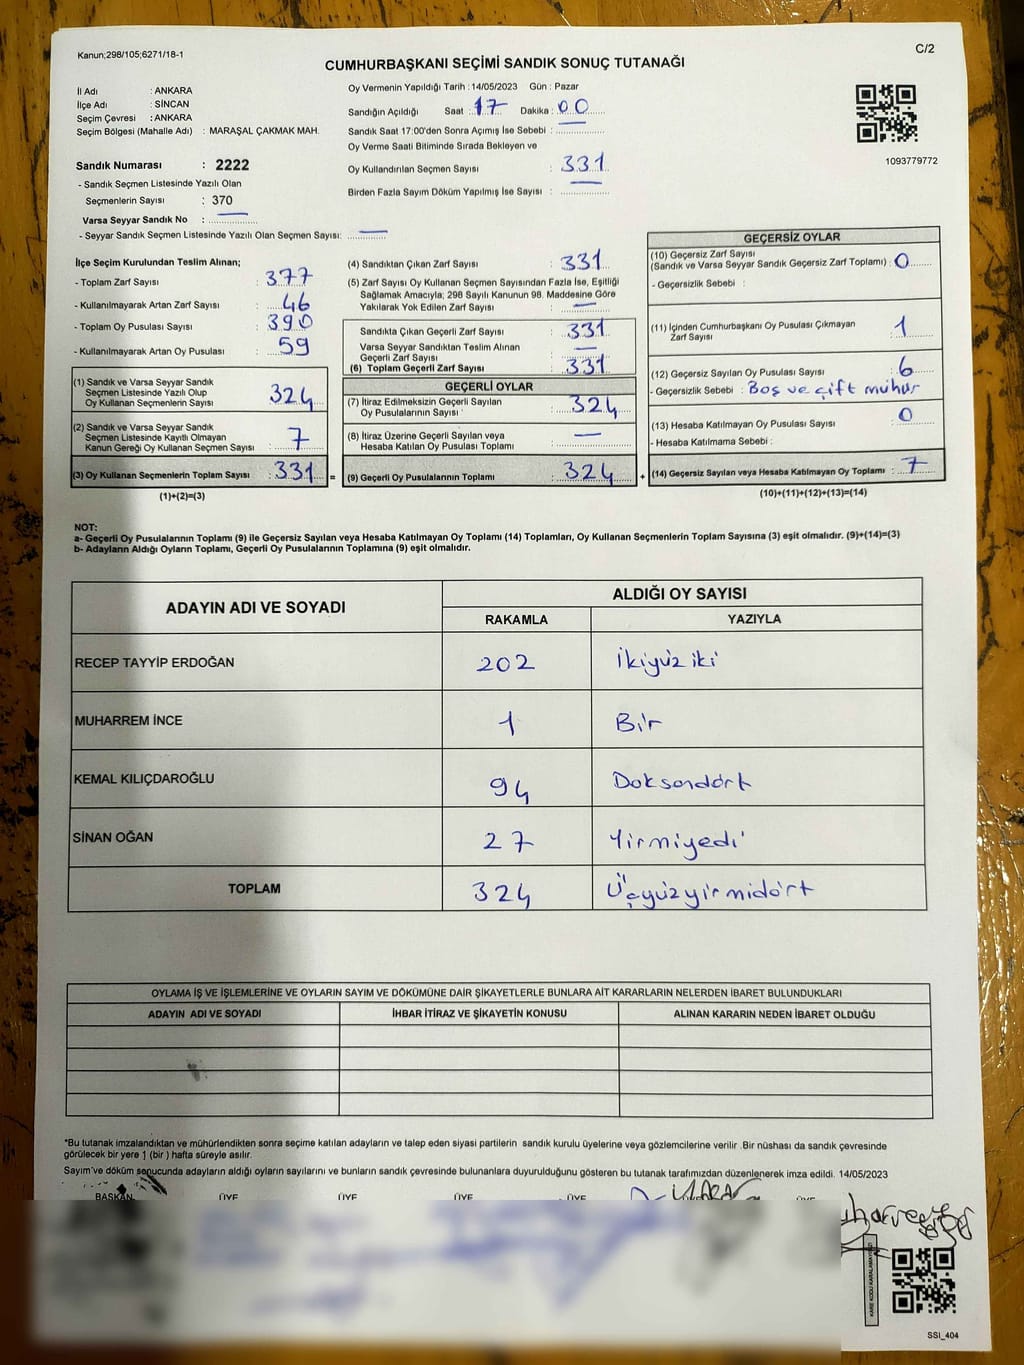 Kanun;298/105;6271/18-1
C/2
CUMHURBAŞKANI SEÇİMİ SANDIK SONUÇ TUTANAĞI
İl Adı : ANKARA
İlçe Adı : SİNCAN
Seçim Çevresi : ANKARA
Seçim Bölgesi (Mahalle Adı) : MARAŞAL ÇAKMAK MAH.
Sandık Numarası : 2222
- Sandık Seçmen Listesinde Yazılı Olan
Seçmenlerin Sayısı : 370
Varsa Seyyar Sandık No : —
- Seyyar Sandık Seçmen Listesinde Yazılı Olan Seçmen Sayısı: —
Oy Vermenin Yapıldığı Tarih : 14/05/2023 Gün : Pazar
Sandığın Açıldığı Saat : 17 Dakika : 00
Sandık Saat 17:00'den Sonra Açımış İse Sebebi : —
Oy Verme Saati Bitiminde Sırada Bekleyen ve
Oy Kullandırılan Seçmen Sayısı : 331
Birden Fazla Sayım Döküm Yapılmış İse Sayısı : —
1093779772
İlçe Seçim Kurulundan Teslim Alınan;
- Toplam Zarf Sayısı : 377
- Kullanılmayarak Artan Zarf Sayısı : 46
- Toplam Oy Pusulası Sayısı : 390
- Kullanılmayarak Artan Oy Pusulası : 59
(1) Sandık ve Varsa Seyyar Sandık
Seçmen Listesinde Yazılı Olup
Oy Kullanan Seçmenlerin Sayısı : 324
(2) Sandık ve Varsa Seyyar Sandık
Seçmen Listesinde Kayıtlı Olmayan
Kanun Gereği Oy Kullanan Seçmen Sayısı : 7
(3) Oy Kullanan Seçmenlerin Toplam Sayısı : 331 =
(1)+(2)=(3)
(4) Sandıktan Çıkan Zarf Sayısı : 331
(5) Zarf Sayısı Oy Kullanan Seçmen Sayısından Fazla İse, Eşitliği
Sağlamak Amacıyla; 298 Sayılı Kanunun 98. Maddesine Göre
Yakılarak Yok Edilen Zarf Sayısı : —
Sandıkta Çıkan Geçerli Zarf Sayısı : 331
Varsa Seyyar Sandıktan Teslim Alınan
Geçerli Zarf Sayısı : —
(6) Toplam Geçerli Zarf Sayısı : 331
GEÇERLİ OYLAR
(7) İtiraz Edilmeksizin Geçerli Sayılan
Oy Pusulalarının Sayısı : 324
(8) İtiraz Üzerine Geçerli Sayılan veya
Hesaba Katılan Oy Pusulası Toplamı : —
(9) Geçerli Oy Pusulalarının Toplamı : 324 +
GEÇERSİZ OYLAR
(10) Geçersiz Zarf Sayısı
(Sandık ve Varsa Seyyar Sandık Geçersiz Zarf Toplamı) : 0
- Geçersizlik Sebebi :
(11) İçinden Cumhurbaşkanı Oy Pusulası Çıkmayan
Zarf Sayısı : 1
(12) Geçersiz Sayılan Oy Pusulası Sayısı : 6
- Geçersizlik Sebebi : Boş ve çift mühür
(13) Hesaba Katılmayan Oy Pusulası : 0
- Hesaba Katılmama Sebebi :
(14) Geçersiz Sayılan veya Hesaba Katılmayan Oy Toplamı : 7
(10)+(11)+(12)+(13)=(14)
NOT:
a- Geçerli Oy Pusulalarının Toplamı (9) ile Geçersiz Sayılan veya Hesaba Katılmayan Oy Toplamı (14) Toplamları, Oy Kullanan Seçmenlerin Toplam Sayısına (3) eşit olmalıdır. (9)+(14)=(3)
b- Adayların Aldığı Oyların Toplamı, Geçerli Oy Pusulalarının Toplamına (9) eşit olmalıdır.
ADAYIN ADI VE SOYADI ALDIĞI OY SAYISI
RAKAMLA YAZIYLA
RECEP TAYYİP ERDOĞAN 202 İkiyüz iki
MUHARREM İNCE 1 Bir
KEMAL KILIÇDAROĞLU 94 Doksandört
SİNAN OĞAN 27 Yirmiyedi
TOPLAM 324 Üçyüzyirmidört
OYLAMA İŞ VE İŞLEMLERİNE VE OYLARIN SAYIM VE DÖKÜMÜNE DAİR ŞİKAYETLERLE BUNLARA AİT KARARLARIN NELERDEN İBARET BULUNDUKLARI
ADAYIN ADI VE SOYADI İHBAR İTİRAZ VE ŞİKAYETİN KONUSU ALINAN KARARIN NEDEN İBARET OLDUĞU
*Bu tutanak imzalandıktan ve mühürlendikten sonra seçime katılan adayların ve talep eden siyasi partilerin sandık kurulu üyelerine veya gözlemcilerine verilir .Bir nüshası da sandık çevresinde
görülecek bir yere 1 (bir ) hafta süreyle asılır.
Sayım've döküm sonucunda adayların aldığı oyların sayılarını ve bunların sandık çevresinde bulunanlara duyurulduğunu gösteren bu tutanak tarafımızdan düzenlenerek imza edildi. 14/05/2023
BAŞKAN ÜYE ÜYE ÜYE ÜYE ÜYE
SSI_404